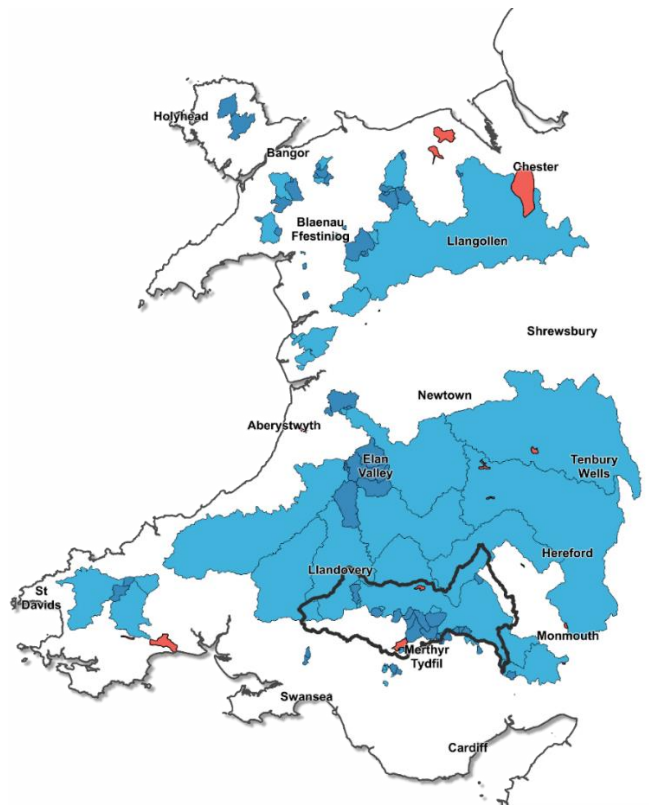 Holyhead
Bangor
Chester
Blaenau
Ffestiniog
Llangollen
Shrewsbury
Newtown
Aberystwyth
Elan
Valley
Tenbury
Wells
Hereford
Llandovery
St
Davids
Monmouth
Merthyr
Tydfil
Swansea
Cardiff